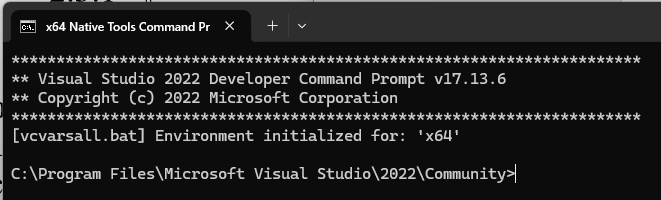 x64 Native Tools Command Pr
**********************************************************************
** Visual Studio 2022 Developer Command Prompt v17.13.6
** Copyright (c) 2022 Microsoft Corporation
**********************************************************************
[vcvarsall.bat] Environment initialized for: 'x64'
C:\Program Files\Microsoft Visual Studio\2022\Community>